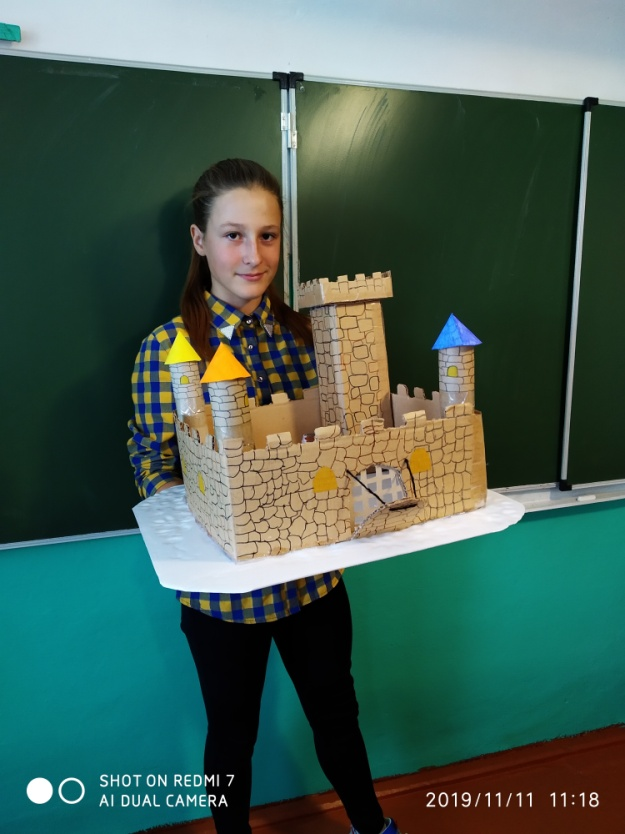 SHOT ON REDMI 7
AI DUAL CAMERA
2019/11/11 11:18